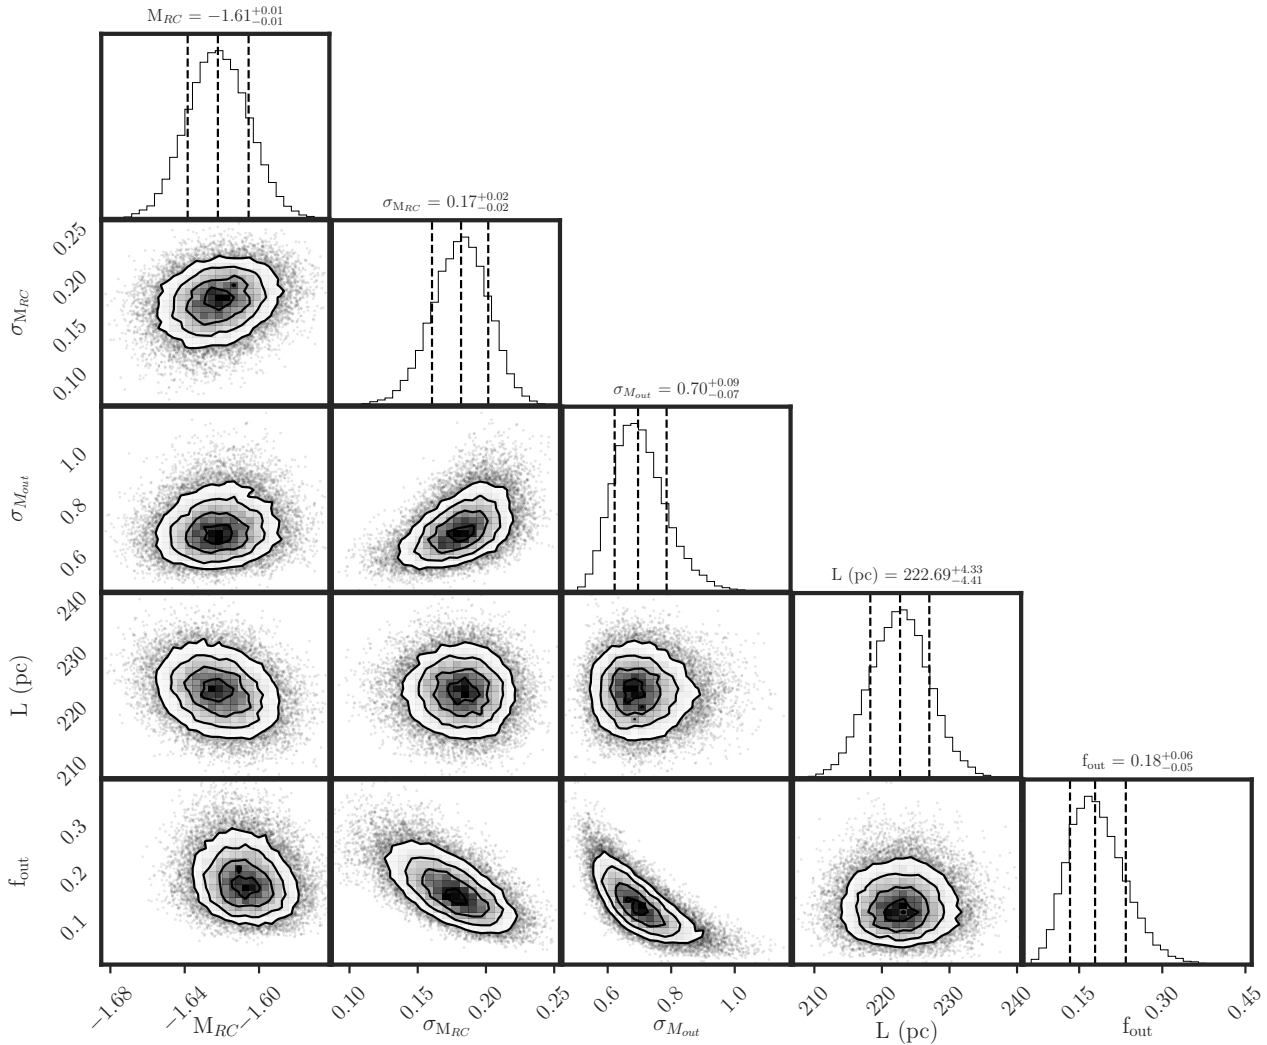 M_RC = −1.61^{+0.01}_{−0.01}
σ_{M_RC} = 0.17^{+0.02}_{−0.02}
σ_{M_out} = 0.70^{+0.09}_{−0.07}
L (pc) = 222.69^{+4.33}_{−4.41}
f_out = 0.18^{+0.06}_{−0.05}
σ_{M_RC}
0.25
0.20
0.15
0.10
σ_{M_out}
1.0
0.8
0.6
L (pc)
240
230
220
210
f_out
0.3
0.2
0.1
−1.68 −1.64 −1.60
M_RC
0.10 0.15 0.20 0.25
σ_{M_RC}
0.6 0.8 1.0
σ_{M_out}
210 220 230 240
L (pc)
0.15 0.30 0.45
f_out